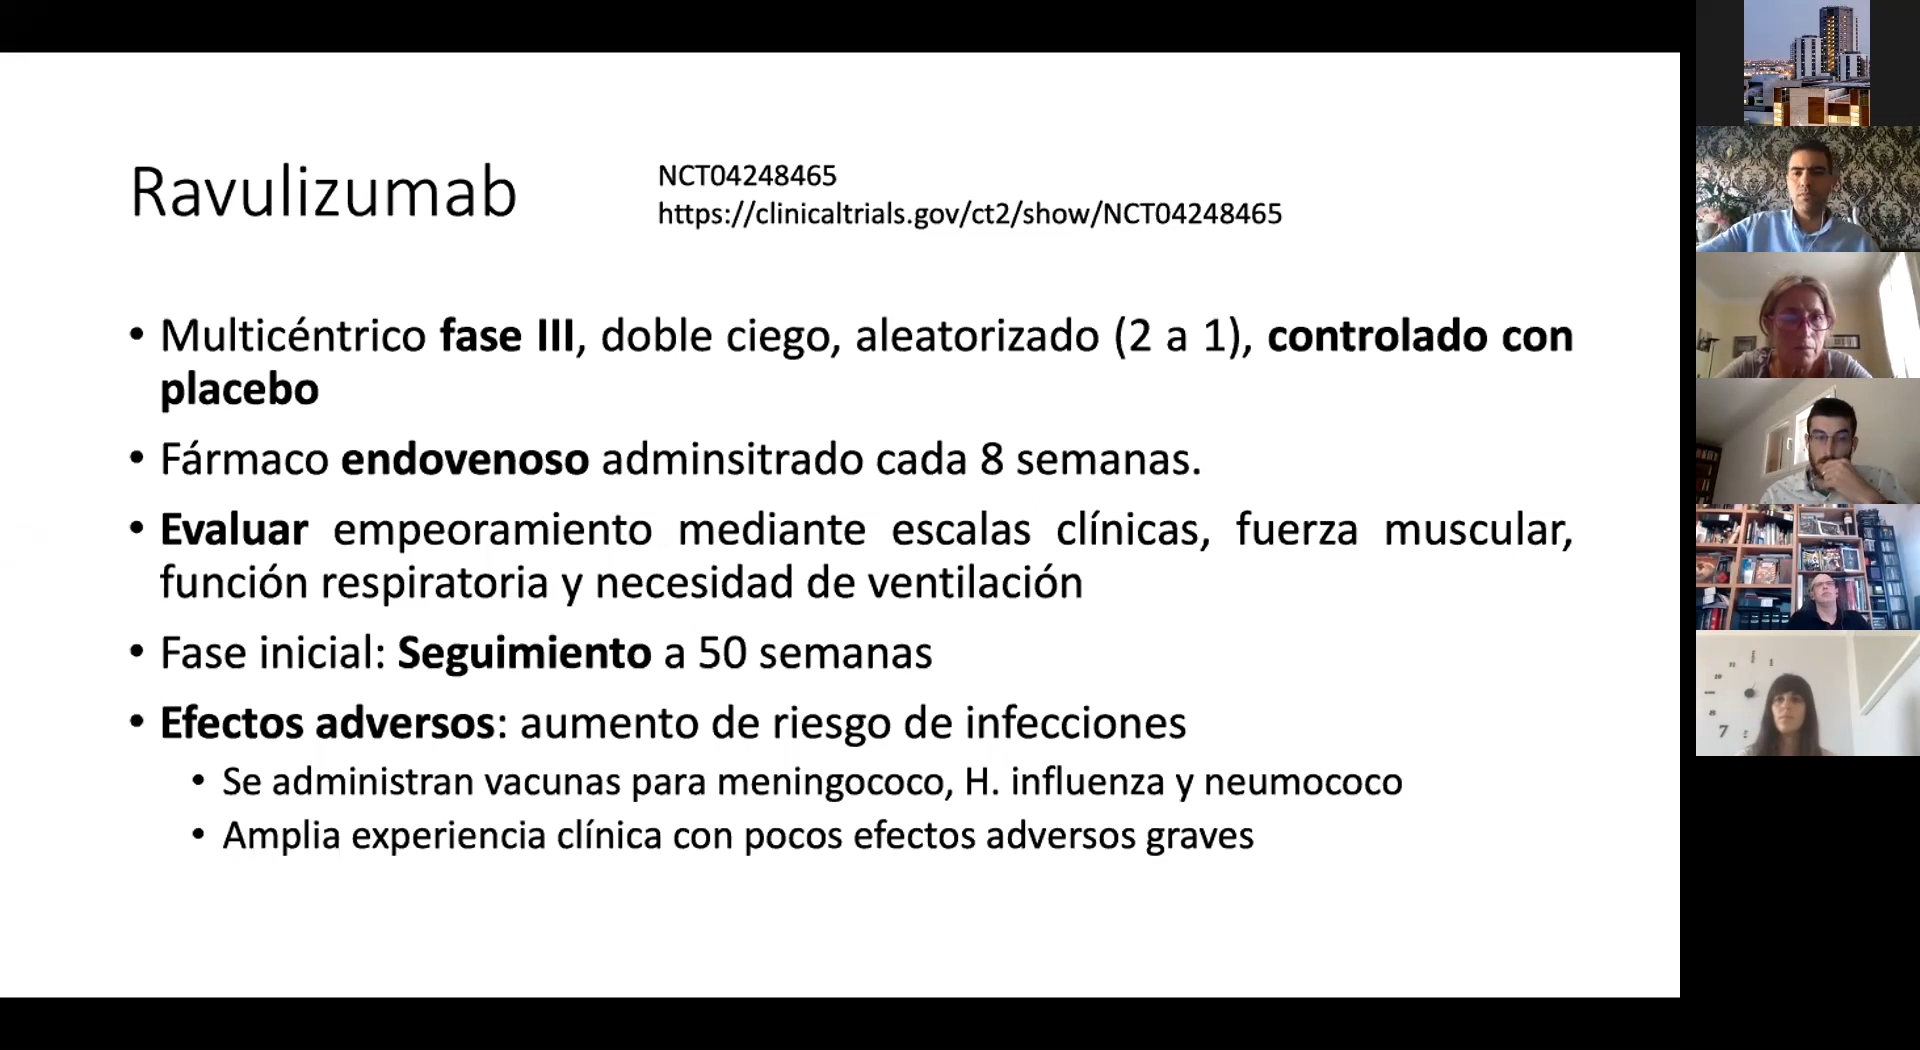 Ravulizumab
NCT04248465
https://clinicaltrials.gov/ct2/show/NCT04248465
• Multicéntrico fase III, doble ciego, aleatorizado (2 a 1), controlado con
placebo
• Fármaco endovenoso adminsitrado cada 8 semanas.
• Evaluar empeoramiento mediante escalas clínicas, fuerza muscular,
función respiratoria y necesidad de ventilación
• Fase inicial: Seguimiento a 50 semanas
• Efectos adversos: aumento de riesgo de infecciones
• Se administran vacunas para meningococo, H. influenza y neumococo
• Amplia experiencia clínica con pocos efectos adversos graves